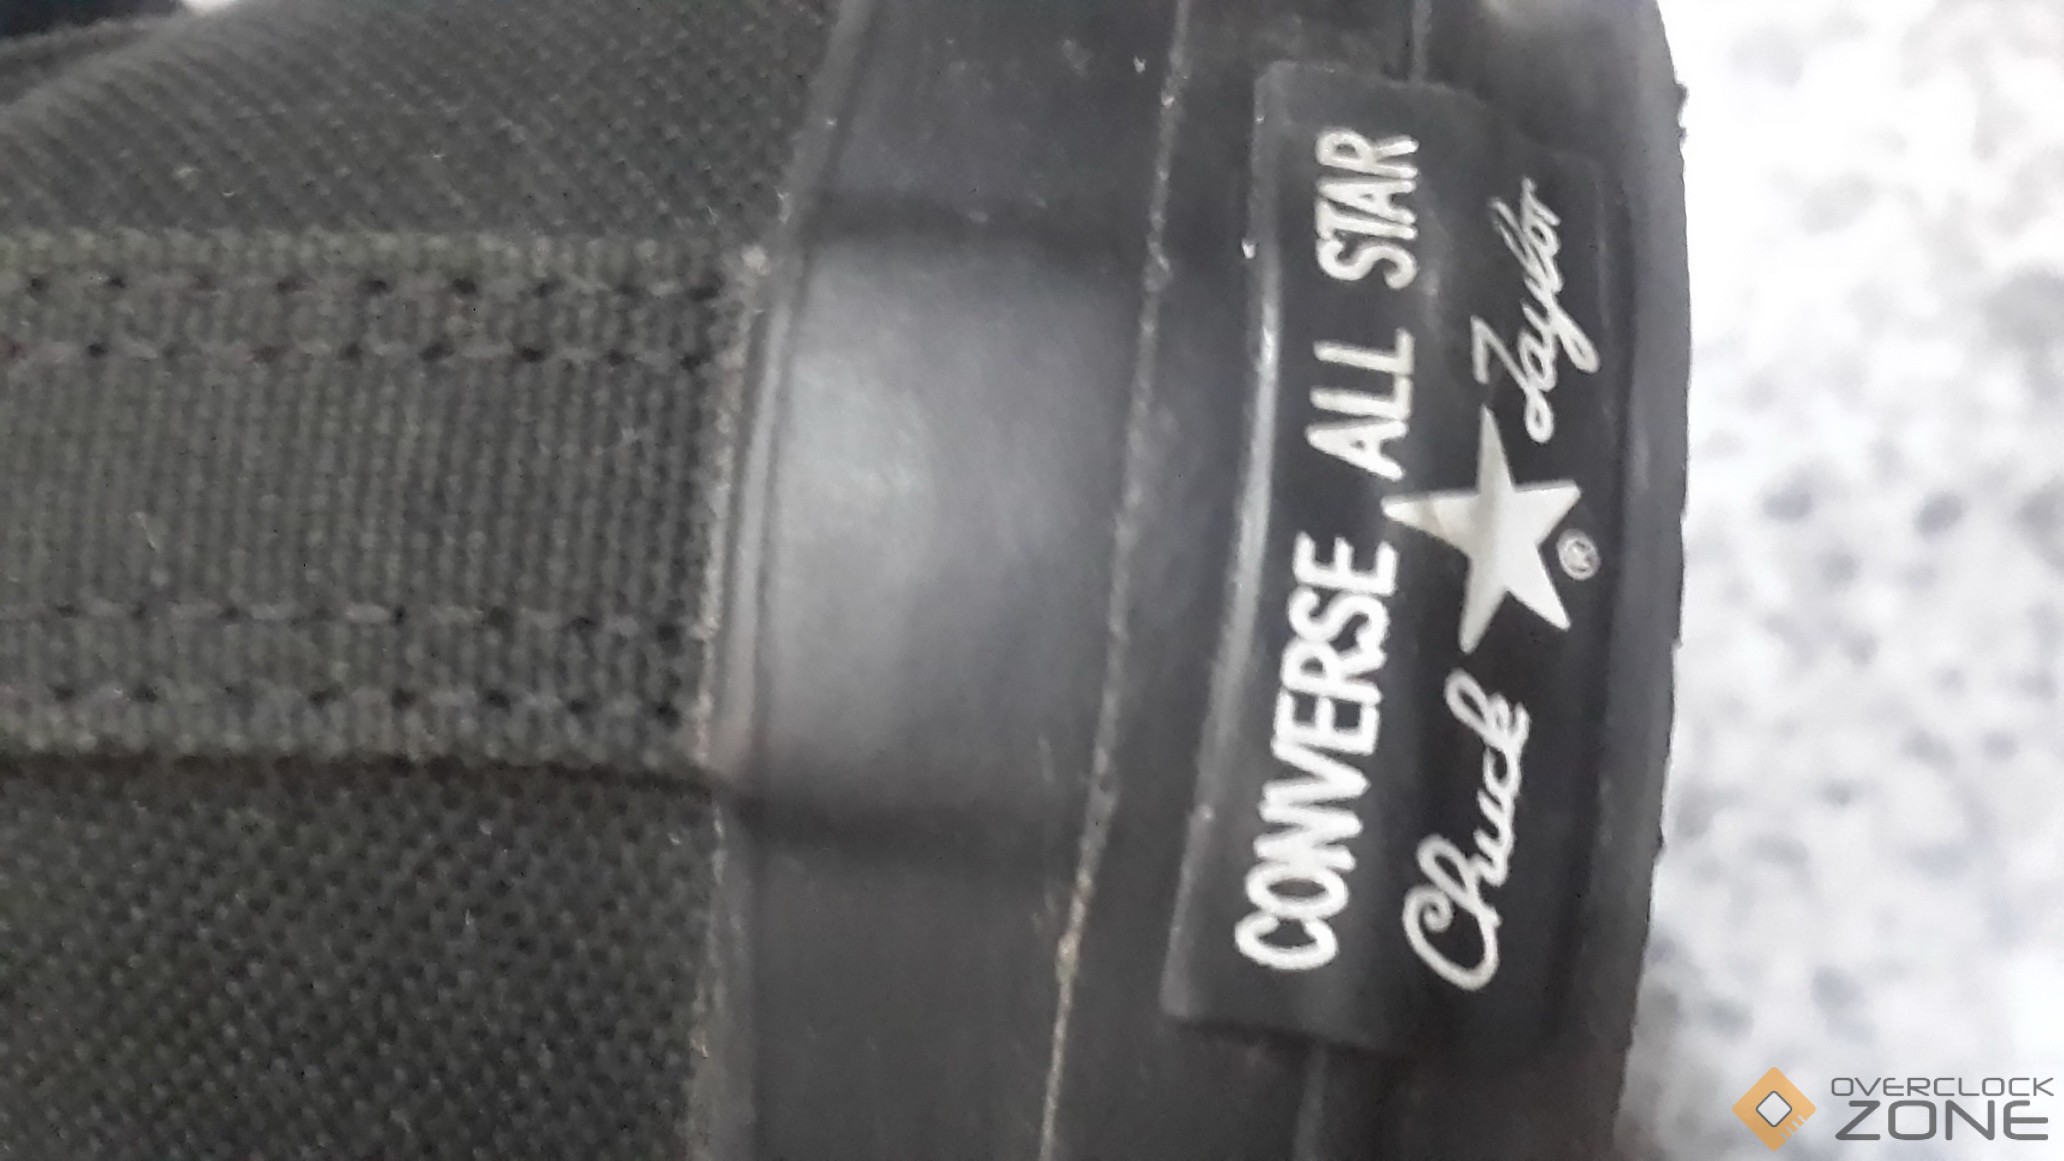 CONVERSE ALL STAR
Chuck Taylor
®
OVERCLOCK
ZONE